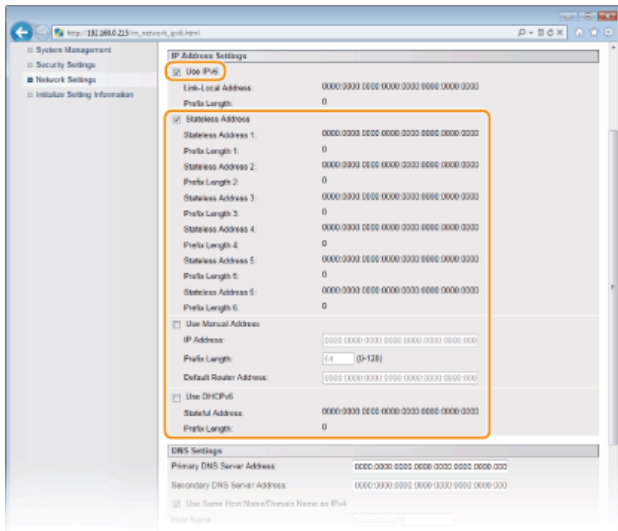 http://192.168.0.215/m_network_ipv6.html
System Management
Security Settings
Network Settings
Initialize Setting Information
IP Address Settings
Use IPv6
Link-Local Address: 0000:0000:0000:0000:0000:0000:0000:0000
Prefix Length: 0
Stateless Address
Stateless Address 1: 0000:0000:0000:0000:0000:0000:0000:0000
Prefix Length 1: 0
Stateless Address 2: 0000:0000:0000:0000:0000:0000:0000:0000
Prefix Length 2: 0
Stateless Address 3: 0000:0000:0000:0000:0000:0000:0000:0000
Prefix Length 3: 0
Stateless Address 4: 0000:0000:0000:0000:0000:0000:0000:0000
Prefix Length 4: 0
Stateless Address 5: 0000:0000:0000:0000:0000:0000:0000:0000
Prefix Length 5: 0
Stateless Address 6: 0000:0000:0000:0000:0000:0000:0000:0000
Prefix Length 6: 0
Use Manual Address
IP Address: 0000:0000:0000:0000:0000:0000:0000:000
Prefix Length: 64 (0-128)
Default Router Address: 0000:0000:0000:0000:0000:0000:0000:000
Use DHCPv6
Stateful Address: 0000:0000:0000:0000:0000:0000:0000:0000
Prefix Length: 0
DNS Settings
Primary DNS Server Address: 0000:0000:0000:0000:0000:0000:0000:000
Secondary DNS Server Address: 0000:0000:0000:0000:0000:0000:0000:000
Use Same Host Name/Domain Name as IPv4
Host Name: